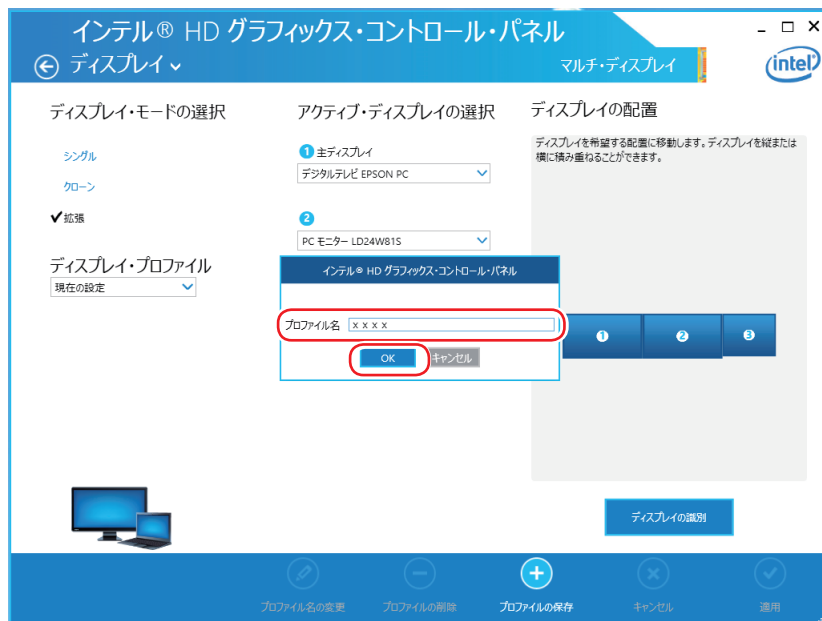 インテル® HD グラフィックス・コントロール・パネル
ディスプレイ
マルチ・ディスプレイ
intel
ディスプレイ・モードの選択
シングル
クローン
拡張
ディスプレイ・プロファイル
現在の設定
アクティブ・ディスプレイの選択
1 主ディスプレイ
デジタルテレビ EPSON PC
2
PC モニター LD24W81S
ディスプレイの配置
ディスプレイを希望する配置に移動します。ディスプレイを縦または
横に積み重ねることができます。
インテル® HD グラフィックス・コントロール・パネル
プロファイル名 x x x x
OK キャンセル
1 2 3
ディスプレイの識別
プロファイル名の変更 プロファイルの削除 プロファイルの保存 キャンセル 適用